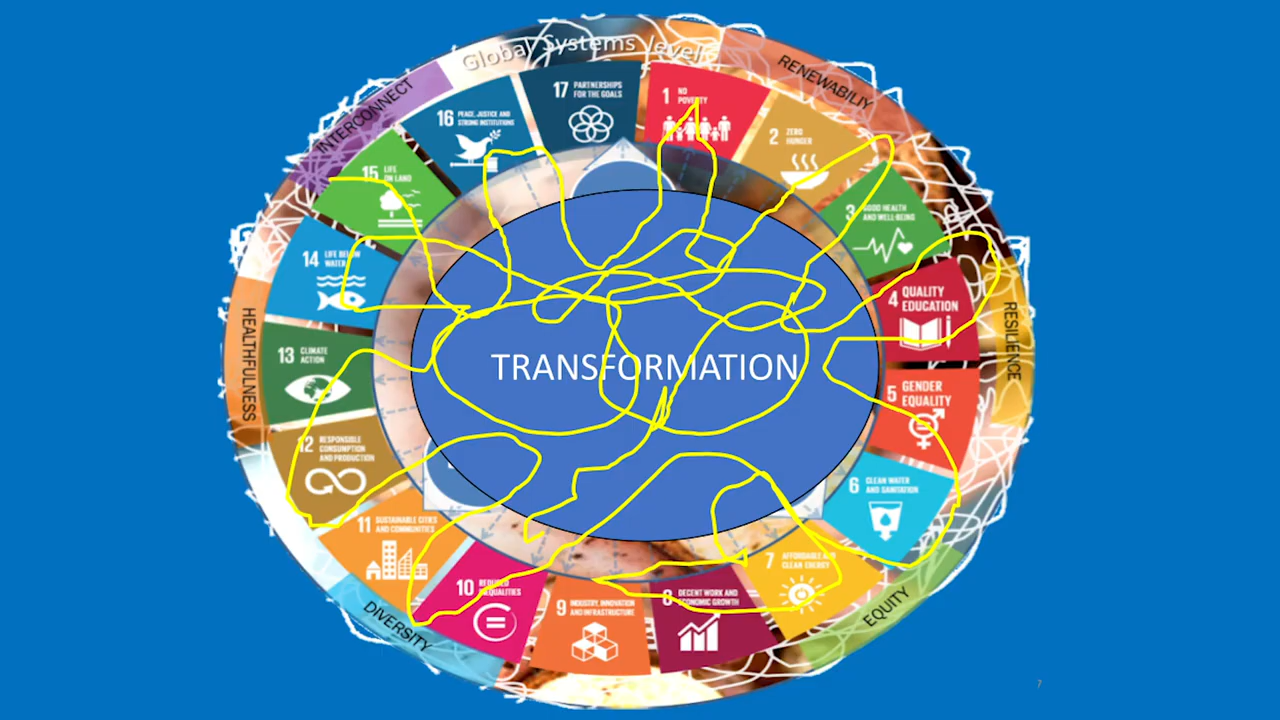 Global Systems level
RENEWABILIY
RESILIENCE
EQUITY
DIVERSITY
HEALTHFULNESS
INTERCONNECT
1 NO
POVERTY
2 ZERO
HUNGER
3 GOOD HEALTH
AND WELL-BEING
4 QUALITY
EDUCATION
5 GENDER
EQUALITY
6 CLEAN WATER
AND SANITATION
7 AFFORDABLE AND
CLEAN ENERGY
8 DECENT WORK AND
ECONOMIC GROWTH
9 INDUSTRY, INNOVATION
AND INFRASTRUCTURE
10 REDUCED
INEQUALITIES
11 SUSTAINABLE CITIES
AND COMMUNITIES
12 RESPONSIBLE
CONSUMPTION
AND PRODUCTION
13 CLIMATE
ACTION
14 LIFE BELOW
WATER
15 LIFE
ON LAND
16 PEACE, JUSTICE AND
STRONG INSTITUTIONS
17 PARTNERSHIPS
FOR THE GOALS
TRANSFORMATION
7